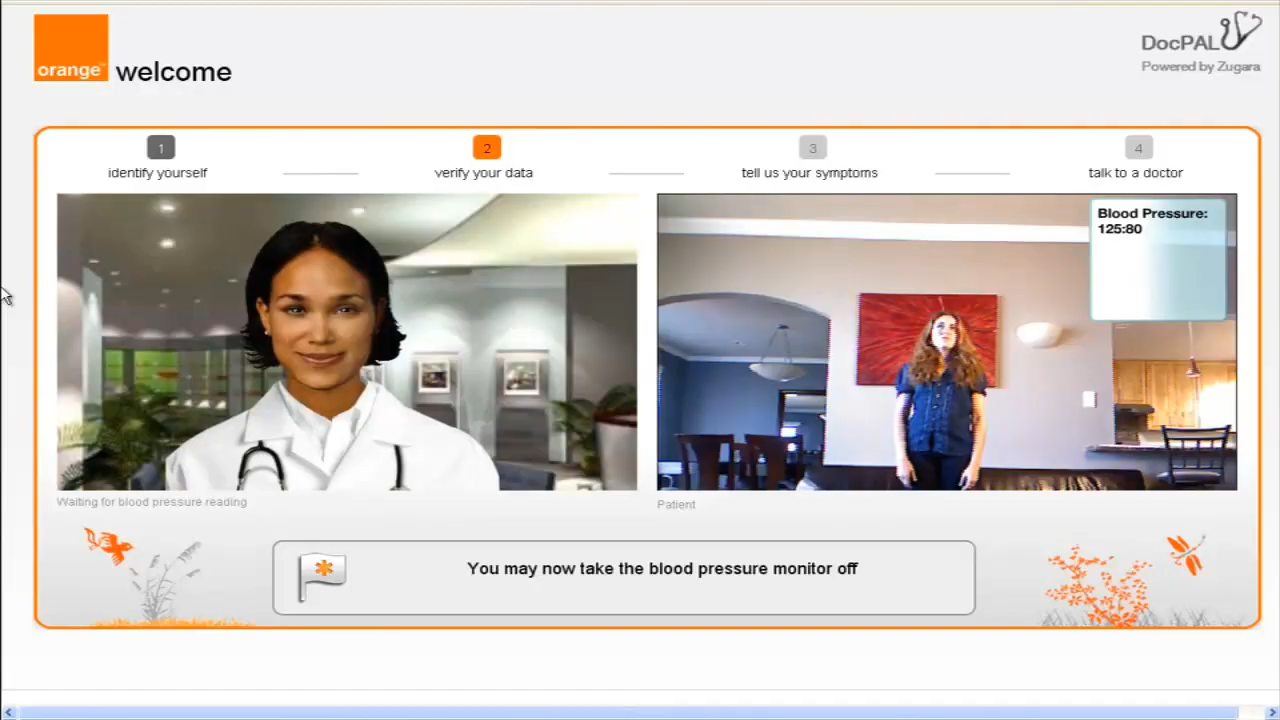 orange™
welcome
DocPAL
Powered by Zugara
1
2
3
4
identify yourself
verify your data
tell us your symptoms
talk to a doctor
Blood Pressure:
125:80
Waiting for blood pressure reading
Patient
You may now take the blood pressure monitor off